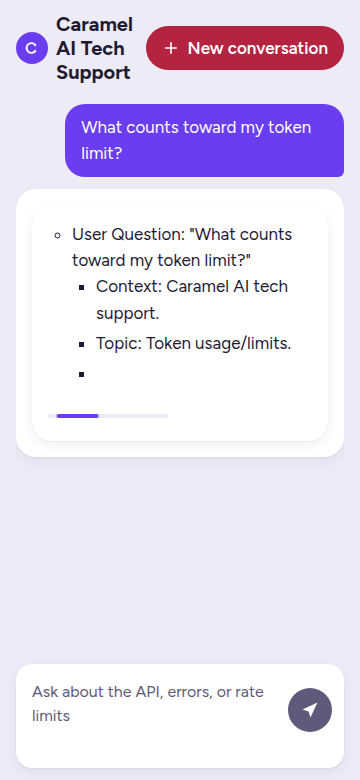 C
Caramel
AI Tech
Support
New conversation
What counts toward my token
limit?
User Question: "What counts
toward my token limit?"
Context: Caramel AI tech
support.
Topic: Token usage/limits.
Ask about the API, errors, or rate
limits